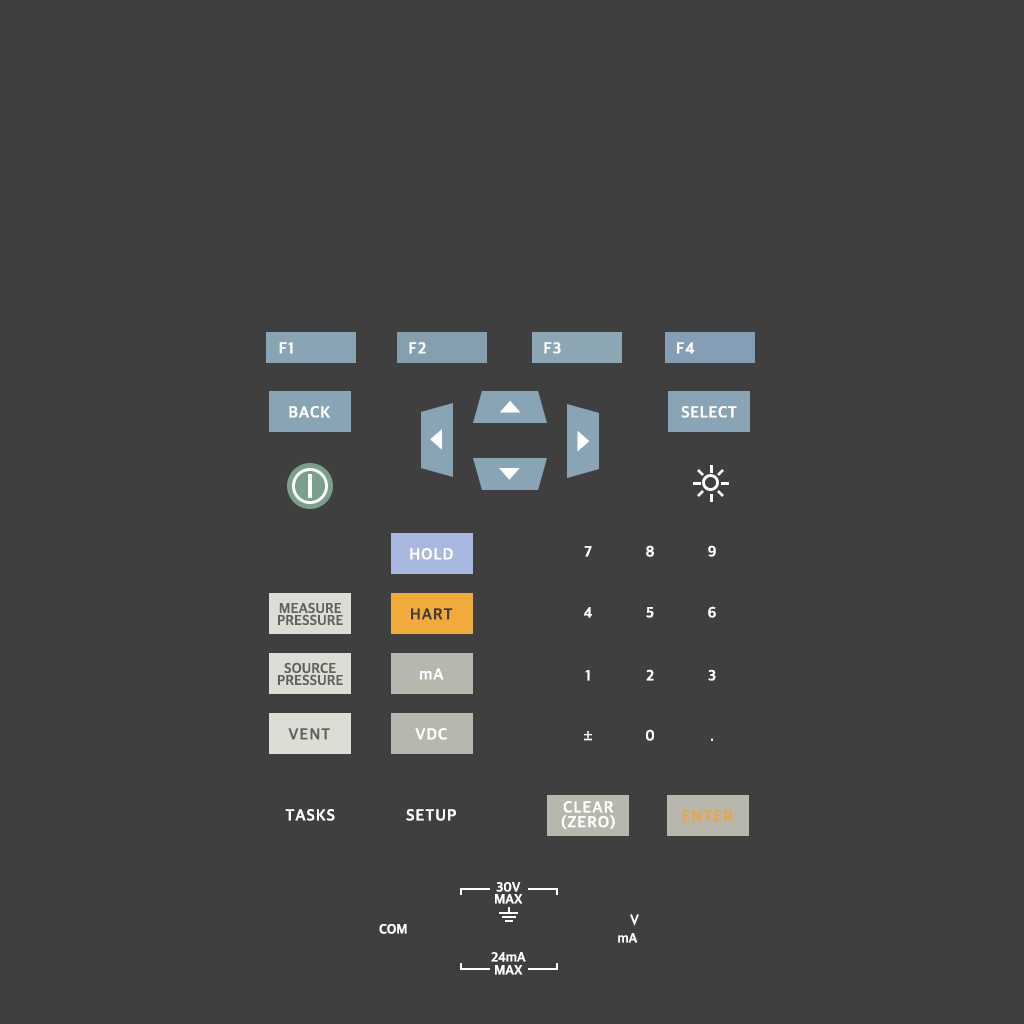 F1 F2 F3 F4
BACK SELECT
HOLD 7 8 9
MEASURE
PRESSURE
HART 4 5 6
SOURCE
PRESSURE
mA 1 2 3
VENT VDC ± 0 .
TASKS SETUP
CLEAR
(ZERO)
ENTER
30V
MAX
COM
V
mA
24mA
MAX